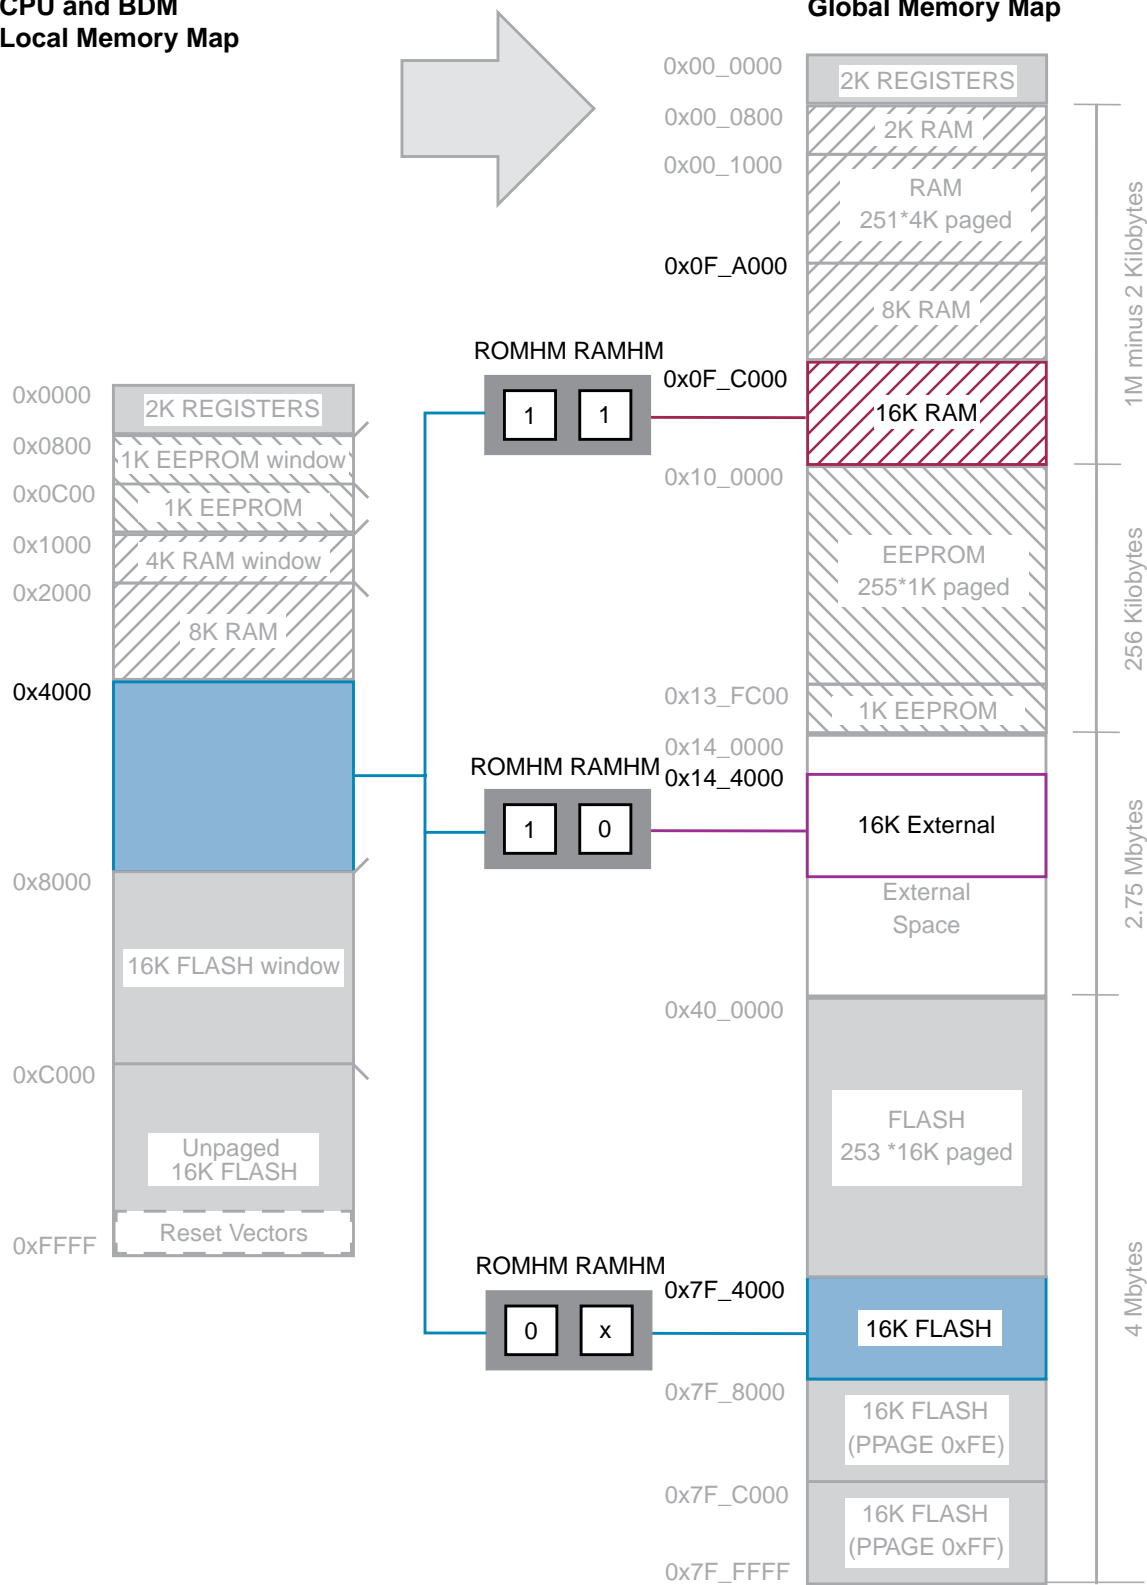 CPU and BDM
Local Memory Map
Global Memory Map
0x0000
2K REGISTERS
0x0800
1K EEPROM window
0x0C00
1K EEPROM
0x1000
4K RAM window
0x2000
8K RAM
0x4000
0x8000
16K FLASH window
0xC000
Unpaged
16K FLASH
Reset Vectors
0xFFFF
ROMHM RAMHM
1 1
ROMHM RAMHM
1 0
ROMHM RAMHM
0 x
0x00_0000
2K REGISTERS
0x00_0800
2K RAM
0x00_1000
RAM
251*4K paged
0x0F_A000
8K RAM
0x0F_C000
16K RAM
0x10_0000
EEPROM
255*1K paged
0x13_FC00
1K EEPROM
0x14_0000
0x14_4000
16K External
External
Space
0x40_0000
FLASH
253 *16K paged
0x7F_4000
16K FLASH
0x7F_8000
16K FLASH
(PPAGE 0xFE)
0x7F_C000
16K FLASH
(PPAGE 0xFF)
0x7F_FFFF
1M minus 2 Kilobytes
256 Kilobytes
2.75 Mbytes
4 Mbytes